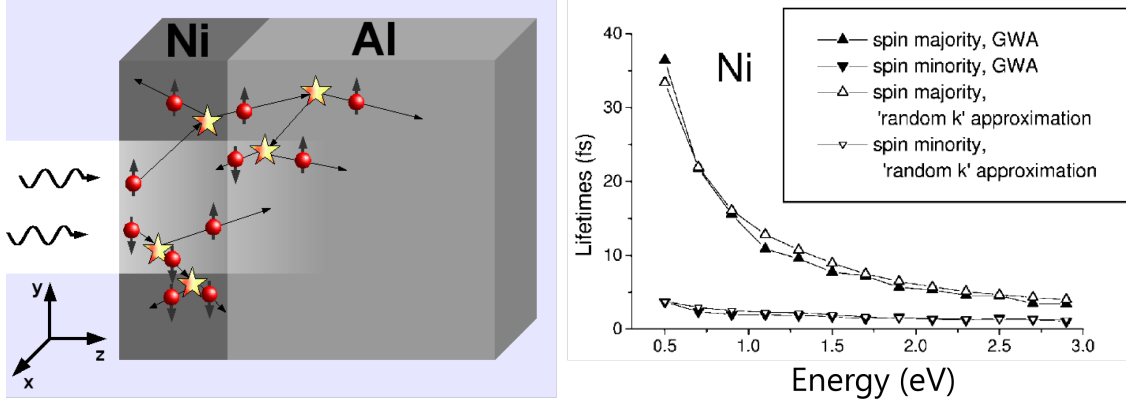 Ni
Al
y
z
x
Ni
spin majority, GWA
spin minority, GWA
spin majority,
'random k' approximation
spin minority,
'random k' approximation
Lifetimes (fs)
40
30
20
10
0
0.5
1.0
1.5
2.0
2.5
3.0
Energy (eV)